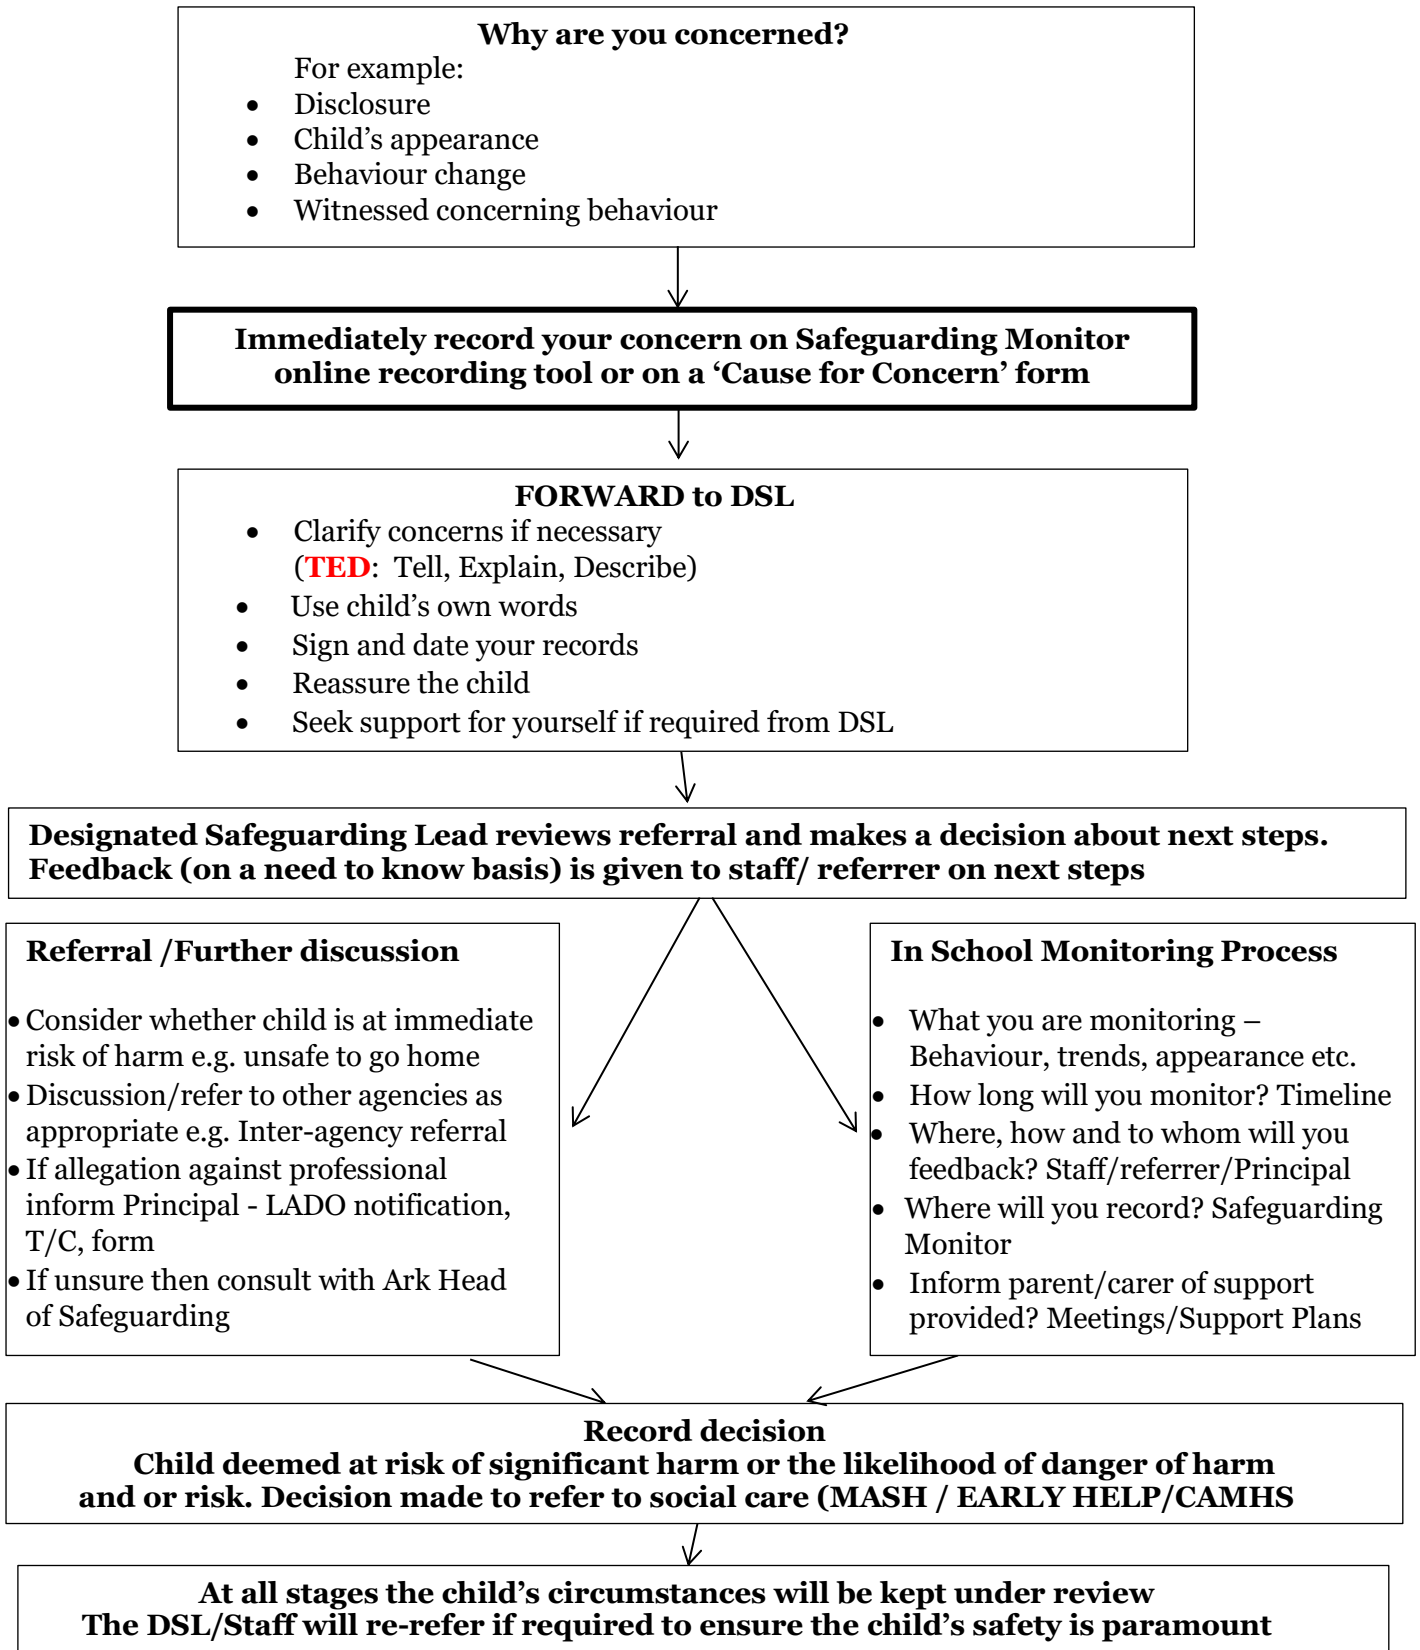 Why are you concerned?
For example:
• Disclosure
• Child’s appearance
• Behaviour change
• Witnessed concerning behaviour
Immediately record your concern on Safeguarding Monitor
online recording tool or on a ‘Cause for Concern’ form
FORWARD to DSL
• Clarify concerns if necessary
(TED: Tell, Explain, Describe)
• Use child’s own words
• Sign and date your records
• Reassure the child
• Seek support for yourself if required from DSL
Designated Safeguarding Lead reviews referral and makes a decision about next steps.
Feedback (on a need to know basis) is given to staff/ referrer on next steps
Referral /Further discussion
• Consider whether child is at immediate
risk of harm e.g. unsafe to go home
• Discussion/refer to other agencies as
appropriate e.g. Inter-agency referral
• If allegation against professional
inform Principal - LADO notification,
T/C, form
• If unsure then consult with Ark Head
of Safeguarding
In School Monitoring Process
• What you are monitoring –
Behaviour, trends, appearance etc.
• How long will you monitor? Timeline
• Where, how and to whom will you
feedback? Staff/referrer/Principal
• Where will you record? Safeguarding
Monitor
• Inform parent/carer of support
provided? Meetings/Support Plans
Record decision
Child deemed at risk of significant harm or the likelihood of danger of harm
and or risk. Decision made to refer to social care (MASH / EARLY HELP/CAMHS
At all stages the child’s circumstances will be kept under review
The DSL/Staff will re-refer if required to ensure the child’s safety is paramount